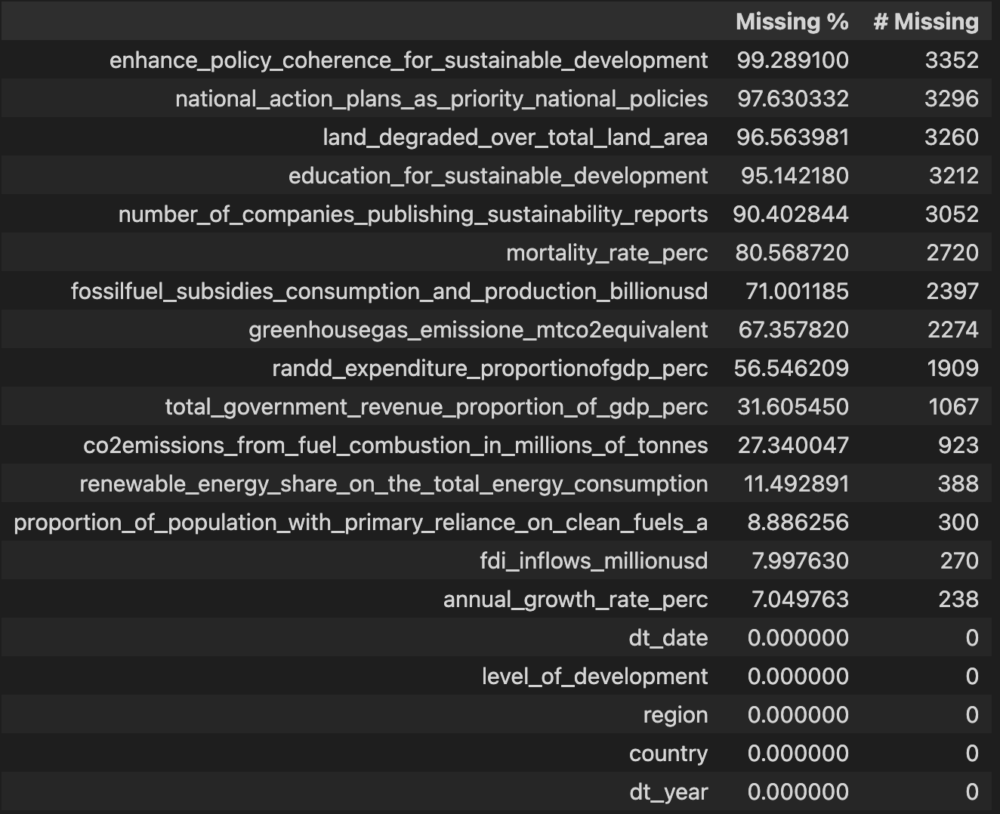 Missing % # Missing
enhance_policy_coherence_for_sustainable_development 99.289100 3352
national_action_plans_as_priority_national_policies 97.630332 3296
land_degraded_over_total_land_area 96.563981 3260
education_for_sustainable_development 95.142180 3212
number_of_companies_publishing_sustainability_reports 90.402844 3052
mortality_rate_perc 80.568720 2720
fossilfuel_subsidies_consumption_and_production_billionusd 71.001185 2397
greenhousegas_emissione_mtco2equivalent 67.357820 2274
randd_expenditure_proportionofgdp_perc 56.546209 1909
total_government_revenue_proportion_of_gdp_perc 31.605450 1067
co2emissions_from_fuel_combustion_in_millions_of_tonnes 27.340047 923
renewable_energy_share_on_the_total_energy_consumption 11.492891 388
proportion_of_population_with_primary_reliance_on_clean_fuels_a 8.886256 300
fdi_inflows_millionusd 7.997630 270
annual_growth_rate_perc 7.049763 238
dt_date 0.000000 0
level_of_development 0.000000 0
region 0.000000 0
country 0.000000 0
dt_year 0.000000 0